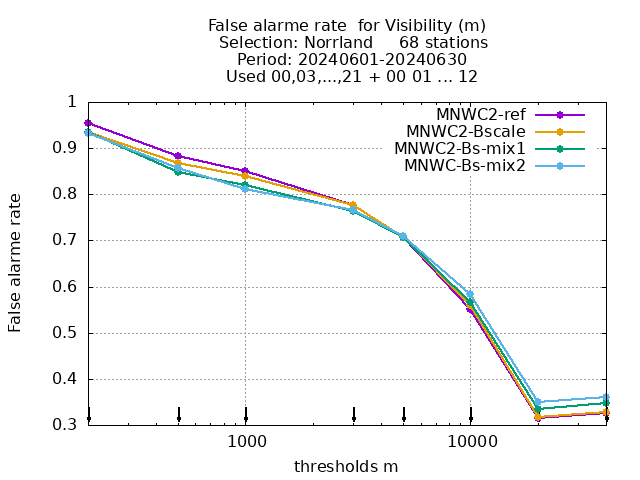 False alarme rate  for Visibility (m)
Selection: Norrland     68 stations
Period: 20240601-20240630
Used 00,03,...,21 + 00 01 ... 12
MNWC2-ref
MNWC2-Bscale
MNWC2-Bs-mix1
MNWC-Bs-mix2
1
0.9
0.8
0.7
0.6
0.5
0.4
0.3
False alarme rate
1000
10000
thresholds m